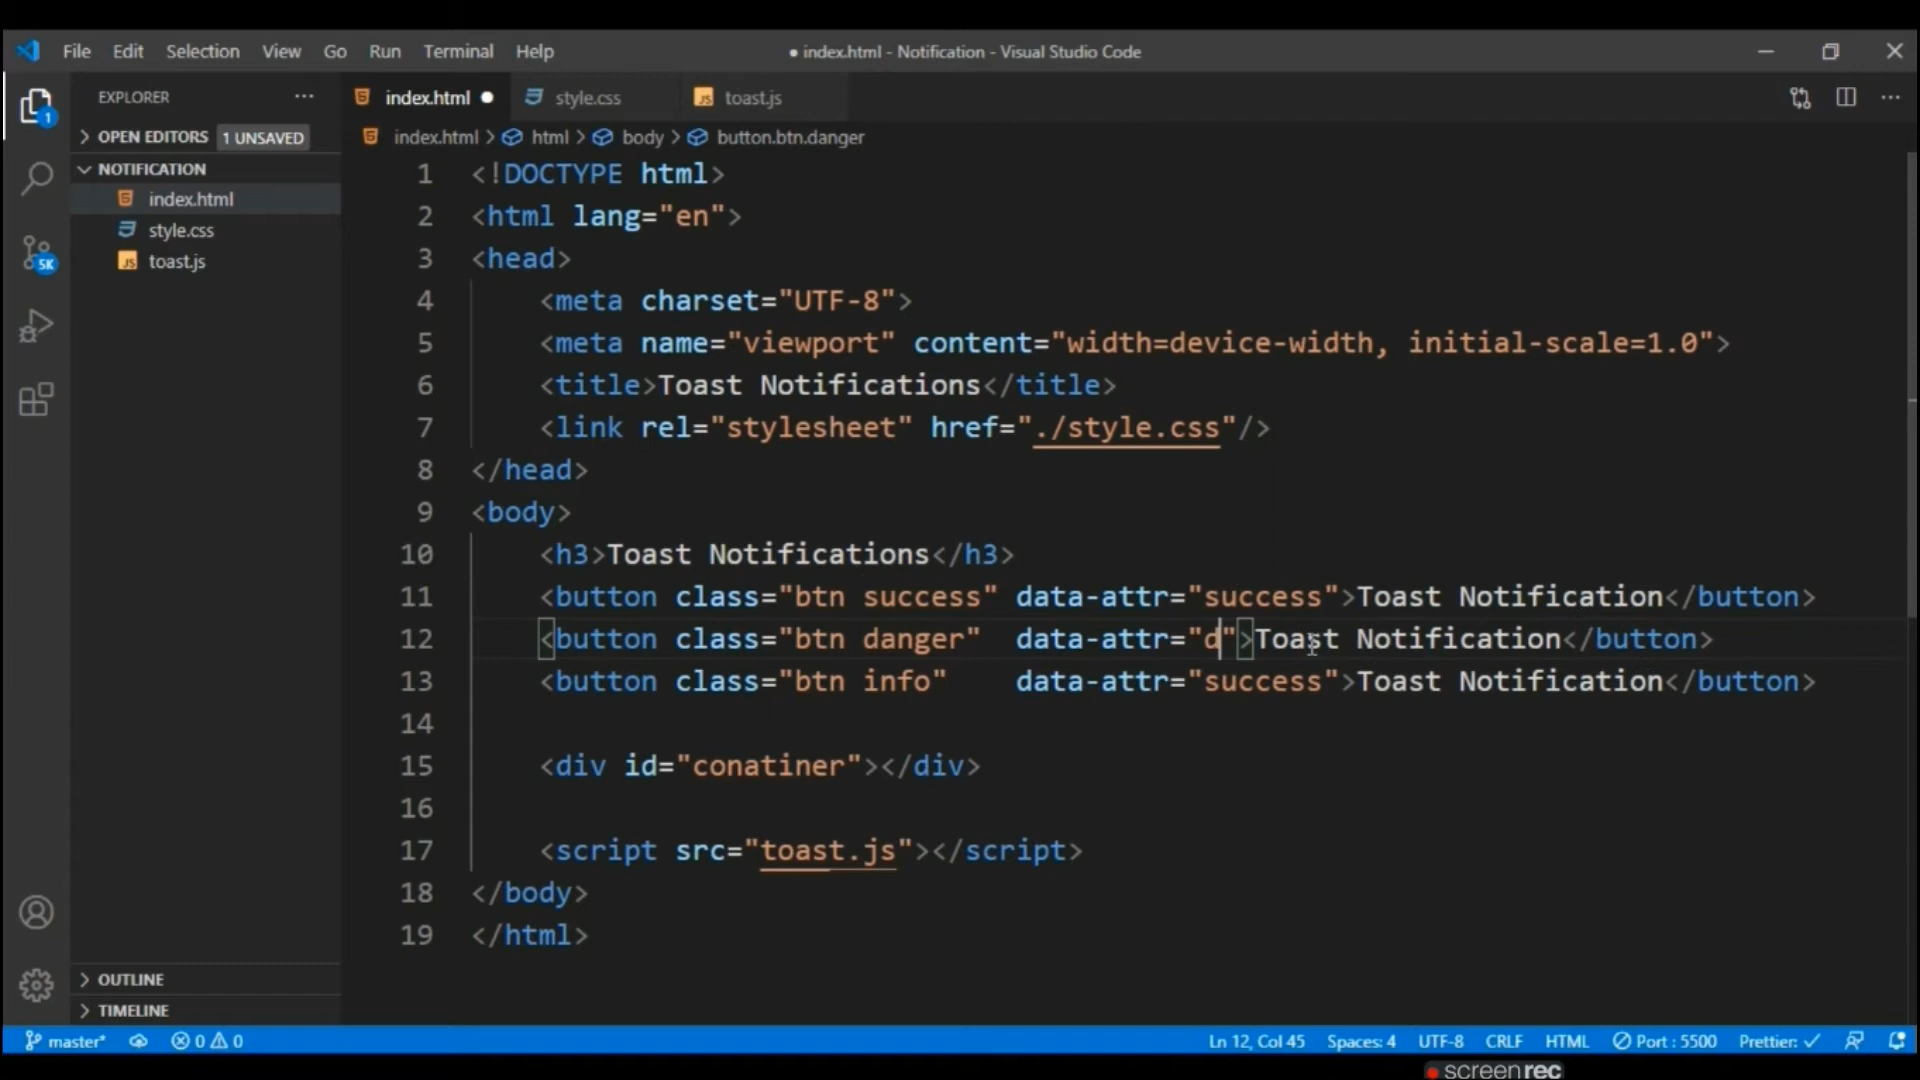 File Edit Selection View Go Run Terminal Help
● index.html - Notification - Visual Studio Code
EXPLORER ...
index.html ●
style.css
JS toast.js
...
1
OPEN EDITORS 1 UNSAVED
index.html > html > body > button.btn.danger
NOTIFICATION
index.html
style.css
JS toast.js
5K
1 <!DOCTYPE html>
2 <html lang="en">
3 <head>
4 <meta charset="UTF-8">
5 <meta name="viewport" content="width=device-width, initial-scale=1.0">
6 <title>Toast Notifications</title>
7 <link rel="stylesheet" href="./style.css"/>
8 </head>
9 <body>
10 <h3>Toast Notifications</h3>
11 <button class="btn success" data-attr="success">Toast Notification</button>
12 <button class="btn danger" data-attr="d">Toast Notification</button>
13 <button class="btn info" data-attr="success">Toast Notification</button>
14
15 <div id="conatiner"></div>
16
17 <script src="toast.js"></script>
18 </body>
19 </html>
OUTLINE
TIMELINE
master* 0 0 Ln 12, Col 45 Spaces: 4 UTF-8 CRLF HTML Port : 5500 Prettier: ✓
screenrec